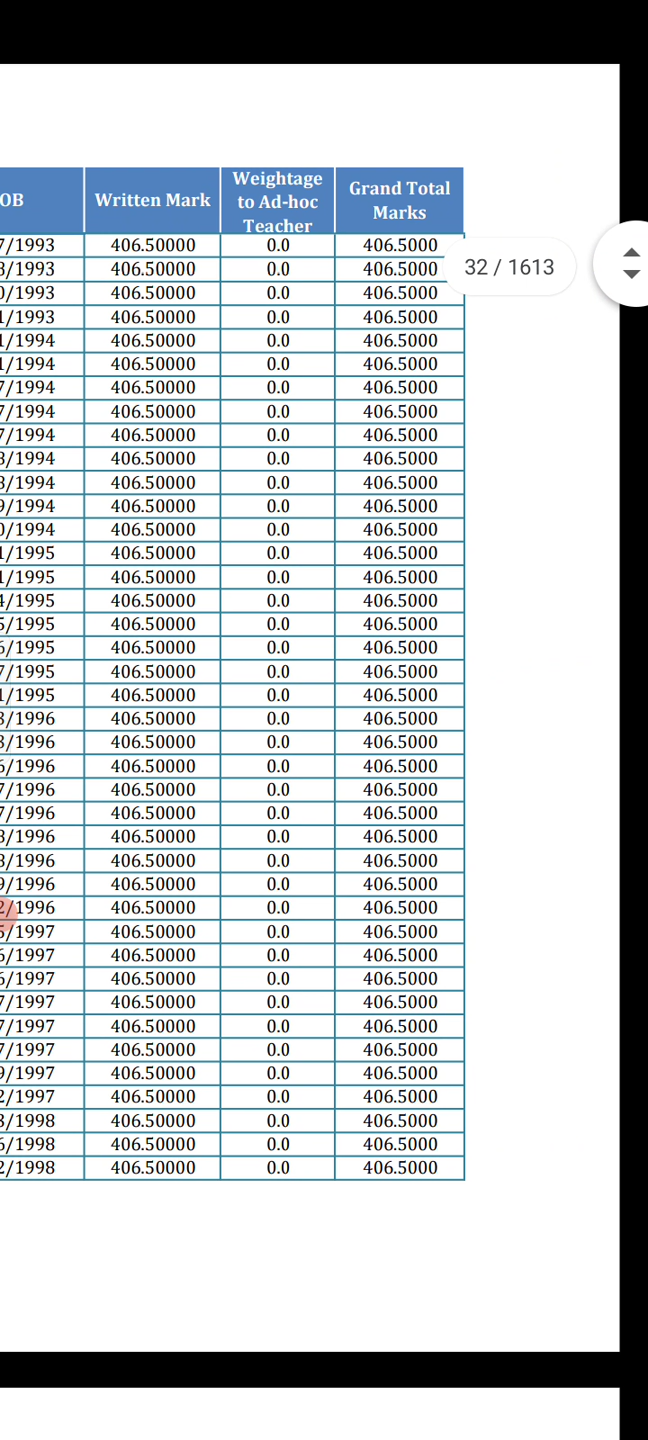 OB Written Mark Weightage to Ad-hoc Teacher Grand Total Marks
7/1993 406.50000 0.0 406.5000
32 / 1613
8/1993 406.50000 0.0 406.5000
0/1993 406.50000 0.0 406.5000
1/1993 406.50000 0.0 406.5000
1/1994 406.50000 0.0 406.5000
1/1994 406.50000 0.0 406.5000
7/1994 406.50000 0.0 406.5000
7/1994 406.50000 0.0 406.5000
7/1994 406.50000 0.0 406.5000
8/1994 406.50000 0.0 406.5000
8/1994 406.50000 0.0 406.5000
9/1994 406.50000 0.0 406.5000
0/1994 406.50000 0.0 406.5000
1/1995 406.50000 0.0 406.5000
1/1995 406.50000 0.0 406.5000
4/1995 406.50000 0.0 406.5000
5/1995 406.50000 0.0 406.5000
6/1995 406.50000 0.0 406.5000
7/1995 406.50000 0.0 406.5000
1/1995 406.50000 0.0 406.5000
3/1996 406.50000 0.0 406.5000
3/1996 406.50000 0.0 406.5000
6/1996 406.50000 0.0 406.5000
7/1996 406.50000 0.0 406.5000
7/1996 406.50000 0.0 406.5000
8/1996 406.50000 0.0 406.5000
8/1996 406.50000 0.0 406.5000
9/1996 406.50000 0.0 406.5000
2/1996 406.50000 0.0 406.5000
5/1997 406.50000 0.0 406.5000
6/1997 406.50000 0.0 406.5000
6/1997 406.50000 0.0 406.5000
7/1997 406.50000 0.0 406.5000
7/1997 406.50000 0.0 406.5000
7/1997 406.50000 0.0 406.5000
9/1997 406.50000 0.0 406.5000
2/1997 406.50000 0.0 406.5000
3/1998 406.50000 0.0 406.5000
6/1998 406.50000 0.0 406.5000
2/1998 406.50000 0.0 406.5000